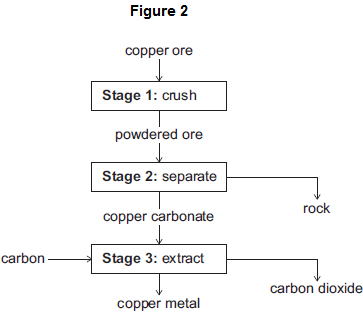 Figure 2
copper ore
Stage 1: crush
powdered ore
Stage 2: separate
rock
copper carbonate
carbon
Stage 3: extract
carbon dioxide
copper metal